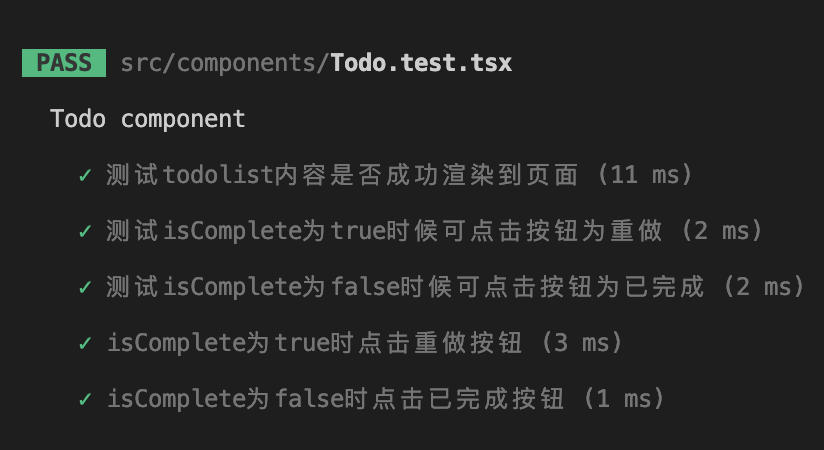 PASS src/components/Todo.test.tsx
Todo component
✓ 测试todolist内容是否成功渲染到页面 (11 ms)
✓ 测试isComplete为true时候可点击按钮为重做 (2 ms)
✓ 测试isComplete为false时候可点击按钮为已完成 (2 ms)
✓ isComplete为true时点击重做按钮 (3 ms)
✓ isComplete为false时点击已完成按钮 (1 ms)